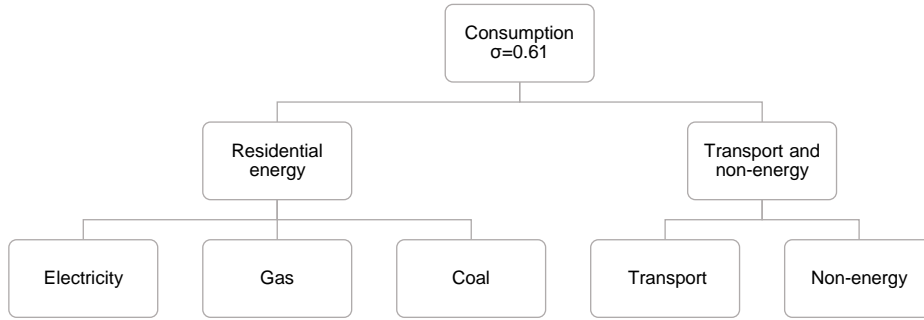 Consumption
σ=0.61
Residential
energy
Transport and
non-energy
Electricity
Gas
Coal
Transport
Non-energy